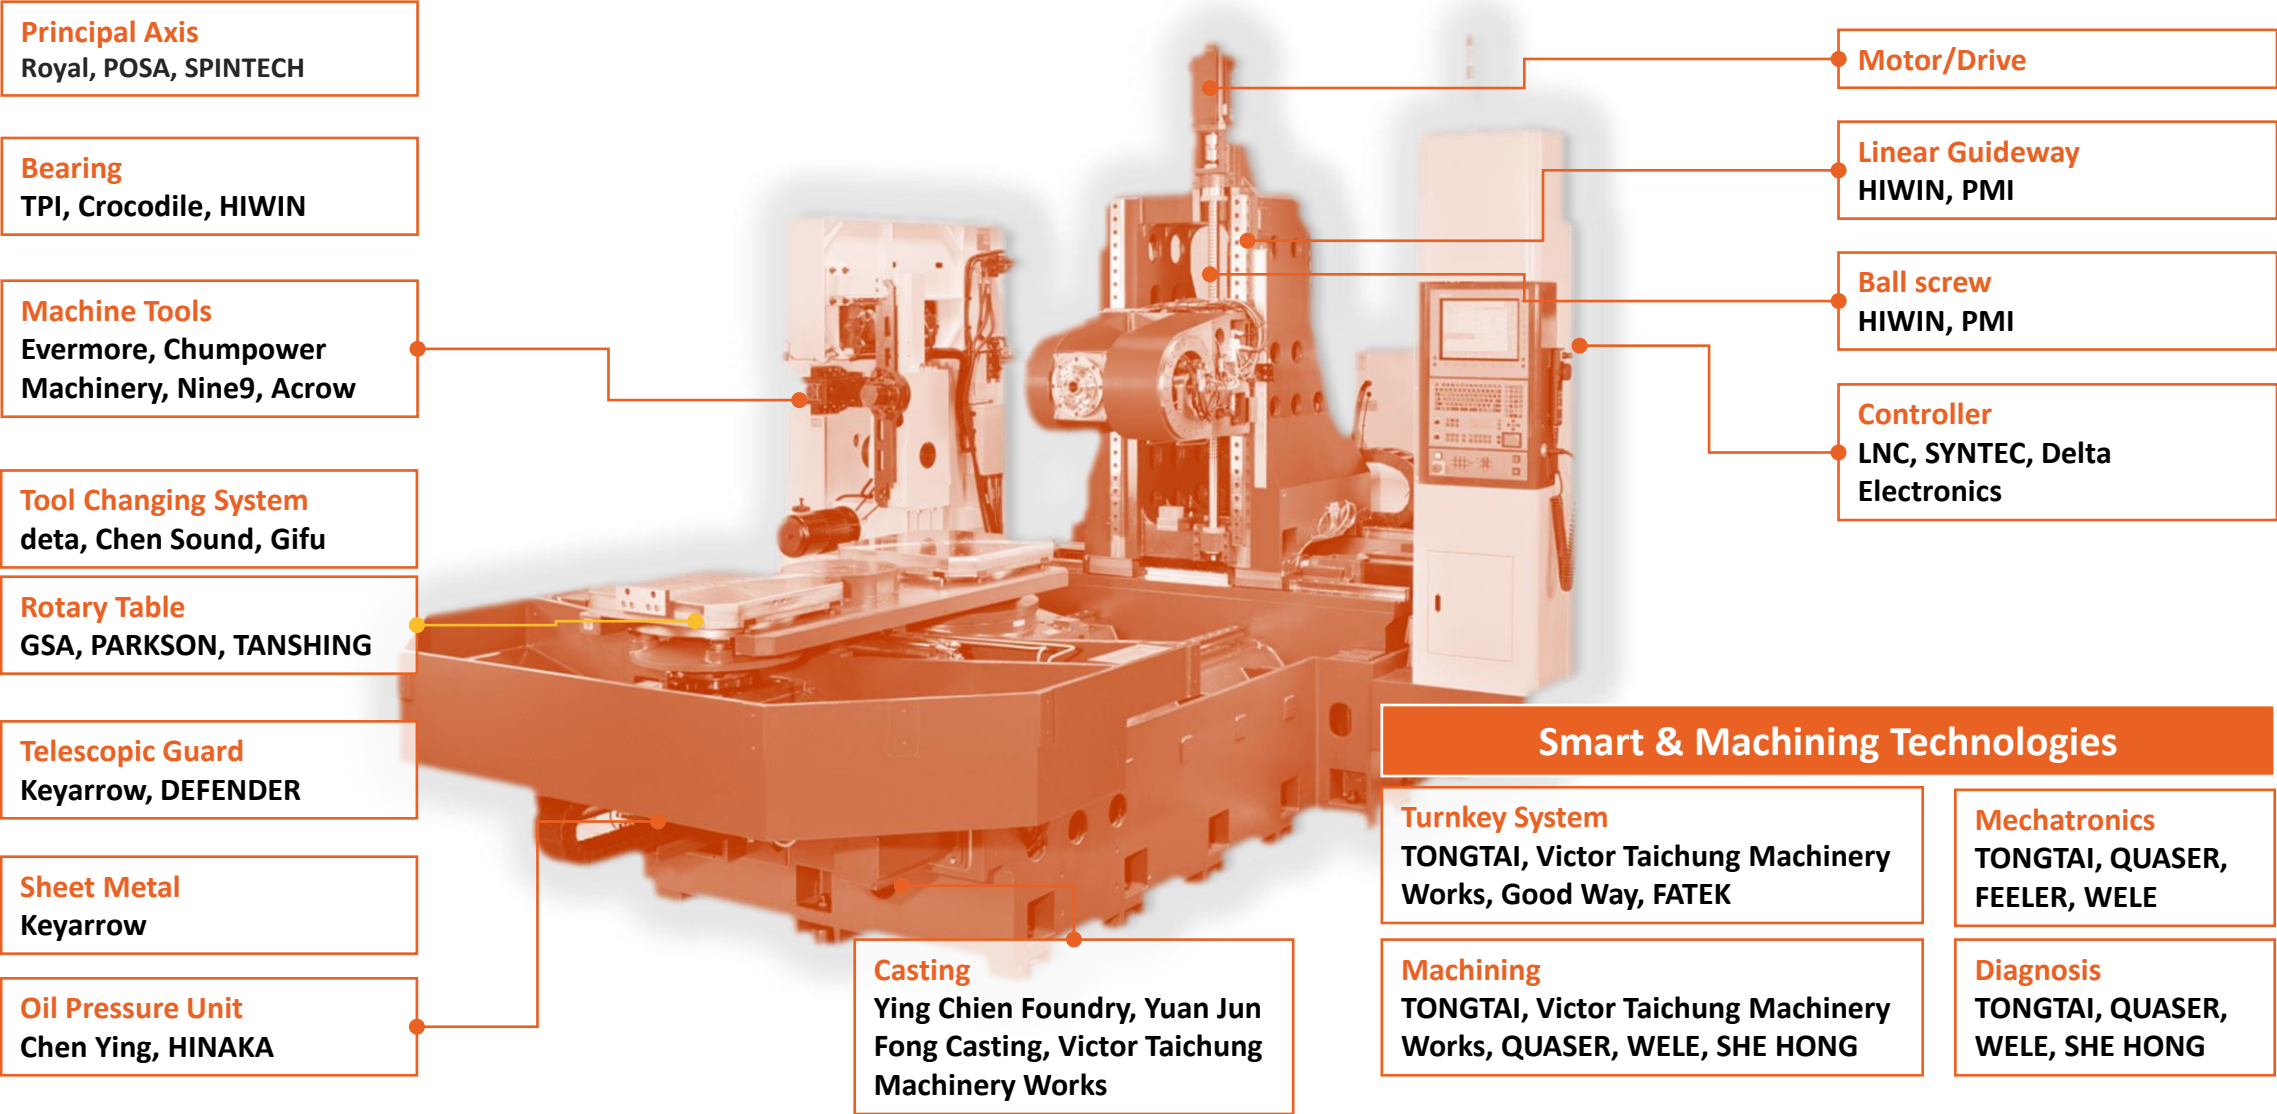 Principal Axis
Royal, POSA, SPINTECH
Bearing
TPI, Crocodile, HIWIN
Machine Tools
Evermore, Chumpower
Machinery, Nine9, Acrow
Tool Changing System
deta, Chen Sound, Gifu
Rotary Table
GSA, PARKSON, TANSHING
Telescopic Guard
Keyarrow, DEFENDER
Sheet Metal
Keyarrow
Oil Pressure Unit
Chen Ying, HINAKA
Casting
Ying Chien Foundry, Yuan Jun
Fong Casting, Victor Taichung
Machinery Works
Motor/Drive
Linear Guideway
HIWIN, PMI
Ball screw
HIWIN, PMI
Controller
LNC, SYNTEC, Delta
Electronics
Smart & Machining Technologies
Turnkey System
TONGTAI, Victor Taichung Machinery
Works, Good Way, FATEK
Mechatronics
TONGTAI, QUASER,
FEELER, WELE
Machining
TONGTAI, Victor Taichung Machinery
Works, QUASER, WELE, SHE HONG
Diagnosis
TONGTAI, QUASER,
WELE, SHE HONG